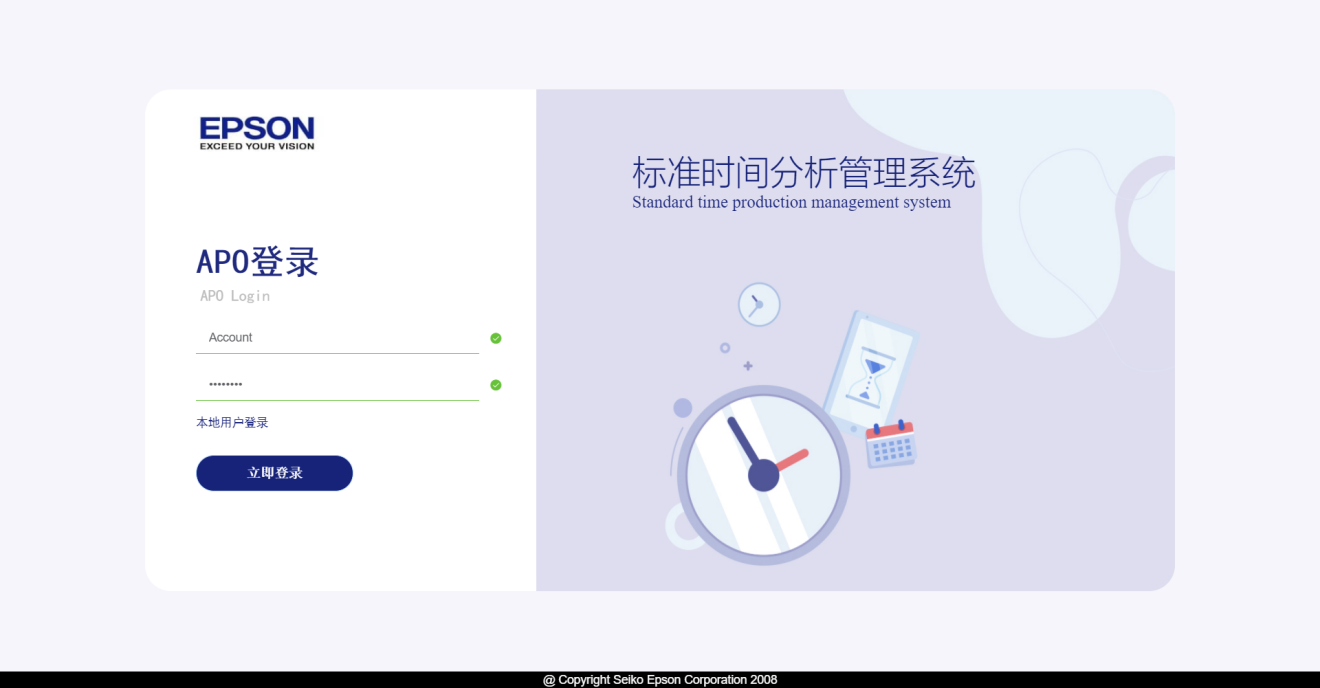 EPSON
EXCEED YOUR VISION
APO登录
APO Login
Account
••••••••
本地用户登录
立即登录
标准时间分析管理系统
Standard time production management system
@ Copyright Seiko Epson Corporation 2008